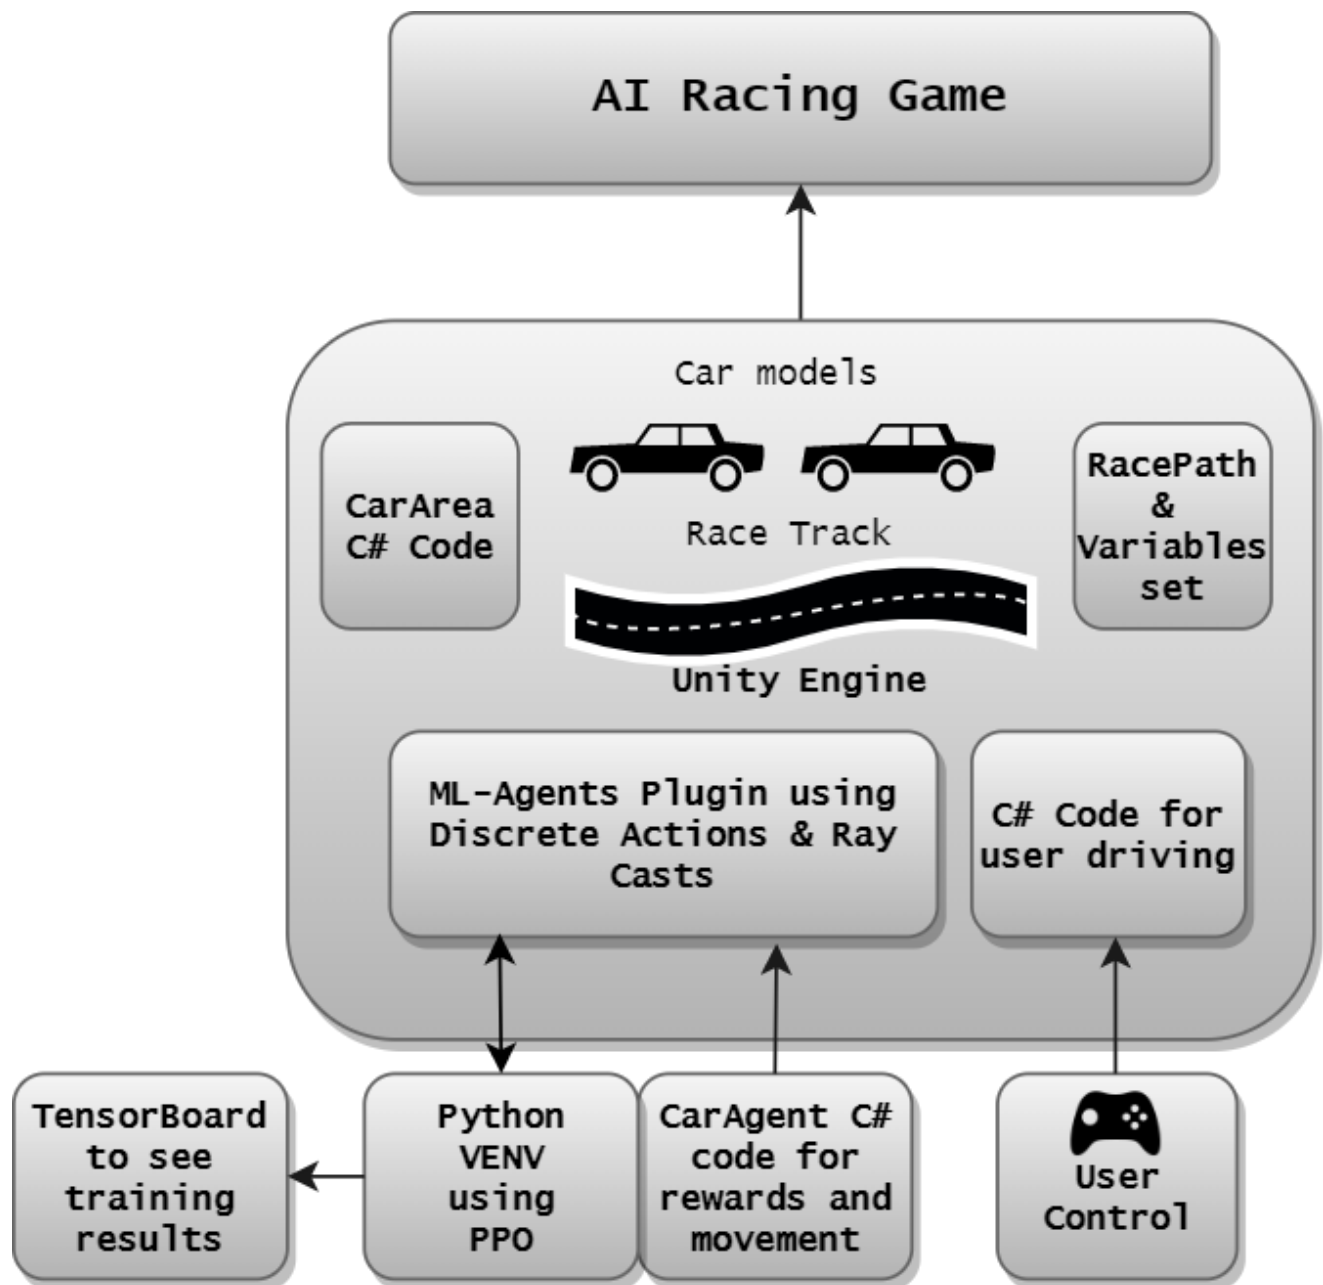 AI Racing Game
Car models
CarArea
C# Code
RacePath
&
Variables
set
Race Track
Unity Engine
ML-Agents Plugin using
Discrete Actions & Ray
Casts
C# Code for
user driving
TensorBoard
to see
training
results
Python
VENV
using
PPO
CarAgent C#
code for
rewards and
movement
User
Control